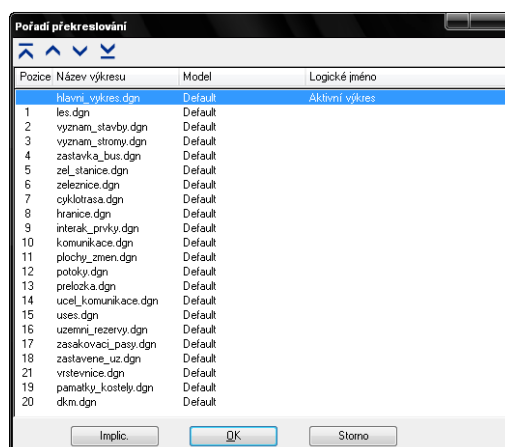 Pořadí překreslování
Pozice Název výkresu Model Logické jméno
hlavni_vykres.dgn Default Aktivní výkres
1 les.dgn Default
2 vyznam_stavby.dgn Default
3 vyznam_stromy.dgn Default
4 zastavka_bus.dgn Default
5 zel_stanice.dgn Default
6 zeleznice.dgn Default
7 cyklotrasa.dgn Default
8 hranice.dgn Default
9 interak_prvky.dgn Default
10 komunikace.dgn Default
11 plochy_zmen.dgn Default
12 potoky.dgn Default
13 prelozka.dgn Default
14 ucel_komunikace.dgn Default
15 uses.dgn Default
16 uzemni_rezervy.dgn Default
17 zasakovaci_pasy.dgn Default
18 zastavene_uz.dgn Default
21 vrstevnice.dgn Default
19 pamatky_kostely.dgn Default
20 dkm.dgn Default
Implic. OK Storno